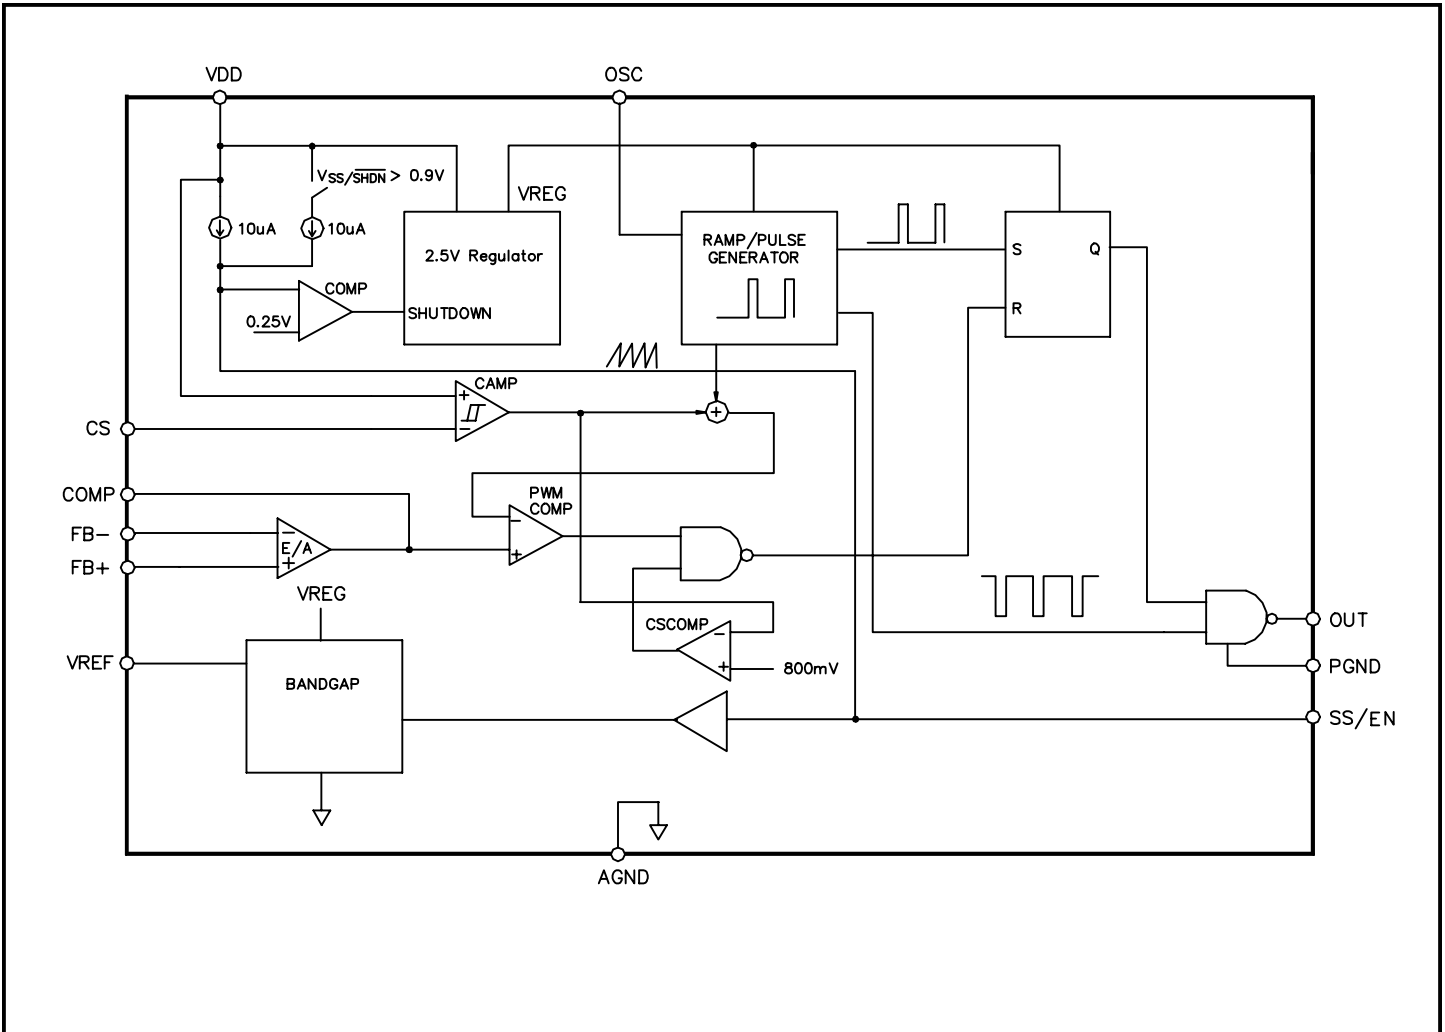 VDD
OSC
VSS/SHDN > 0.9V
VREG
10uA
10uA
2.5V Regulator
RAMP/PULSE
GENERATOR
S
Q
COMP
0.25V
SHUTDOWN
R
CAMP
+
−
+
CS
COMP
PWM
COMP
−
+
FB−
−
E/A
+
FB+
VREG
CSCOMP
−
+
800mV
OUT
VREF
BANDGAP
PGND
SS/EN
AGND